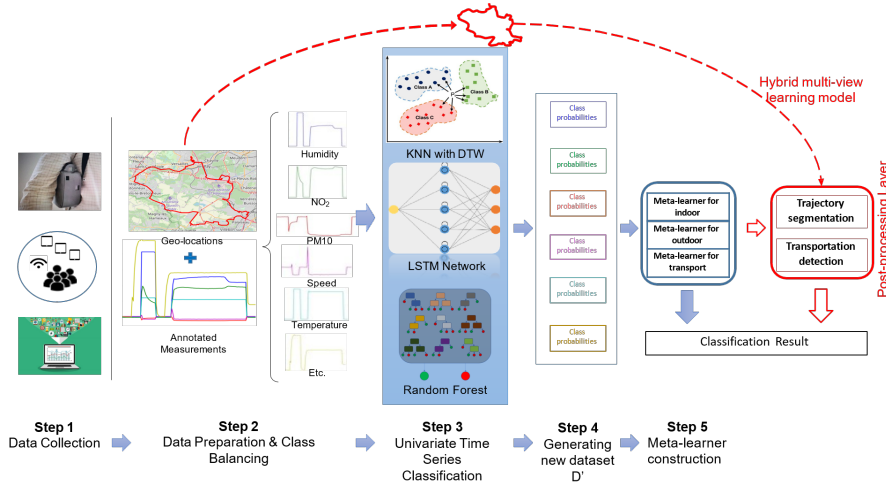 Hybrid multi-view
learning model
Class A
Class B
Class C
P
KNN with DTW
LSTM Network
Random Forest
Humidity
NO2
PM10
Speed
Temperature
Etc.
Geo-locations
Annotated
Measurements
Class
probabilities
Class
probabilities
Class
probabilities
Class
probabilities
Class
probabilities
Class
probabilities
Meta-learner for
indoor
Meta-learner for
outdoor
Meta-learner for
transport
Trajectory
segmentation
Transportation
detection
Post-processing Layer
Classification Result
Step 1
Data Collection
Step 2
Data Preparation & Class
Balancing
Step 3
Univariate Time
Series
Classification
Step 4
Generating
new dataset
D'
Step 5
Meta-learner
construction